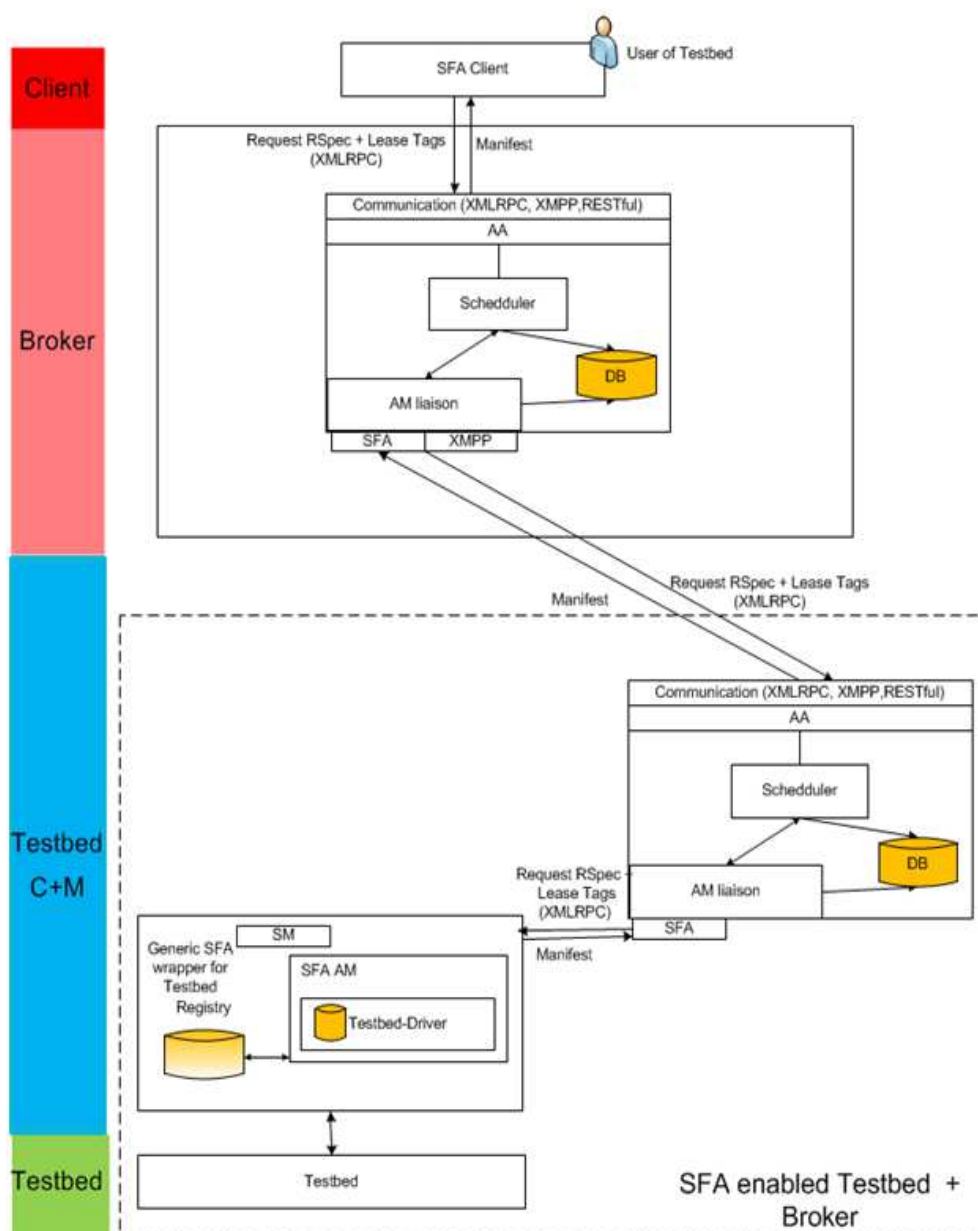 User of Testbed
SFA Client
Client
Request RSpec + Lease Tags
(XMLRPC)
Manifest
Communication (XMLRPC, XMPP,RESTful)
AA
Schedduler
Broker
DB
AM liaison
SFA
XMPP
Request RSpec + Lease Tags
(XMLRPC)
Manifest
Communication (XMLRPC, XMPP,RESTful)
AA
Schedduler
Testbed
C+M
DB
AM liaison
SFA
Request RSpec +
Lease Tags
(XMLRPC)
Manifest
SM
Generic SFA
wrapper for
Testbed
Registry
SFA AM
Testbed-Driver
Testbed
Testbed
SFA enabled Testbed +
Broker